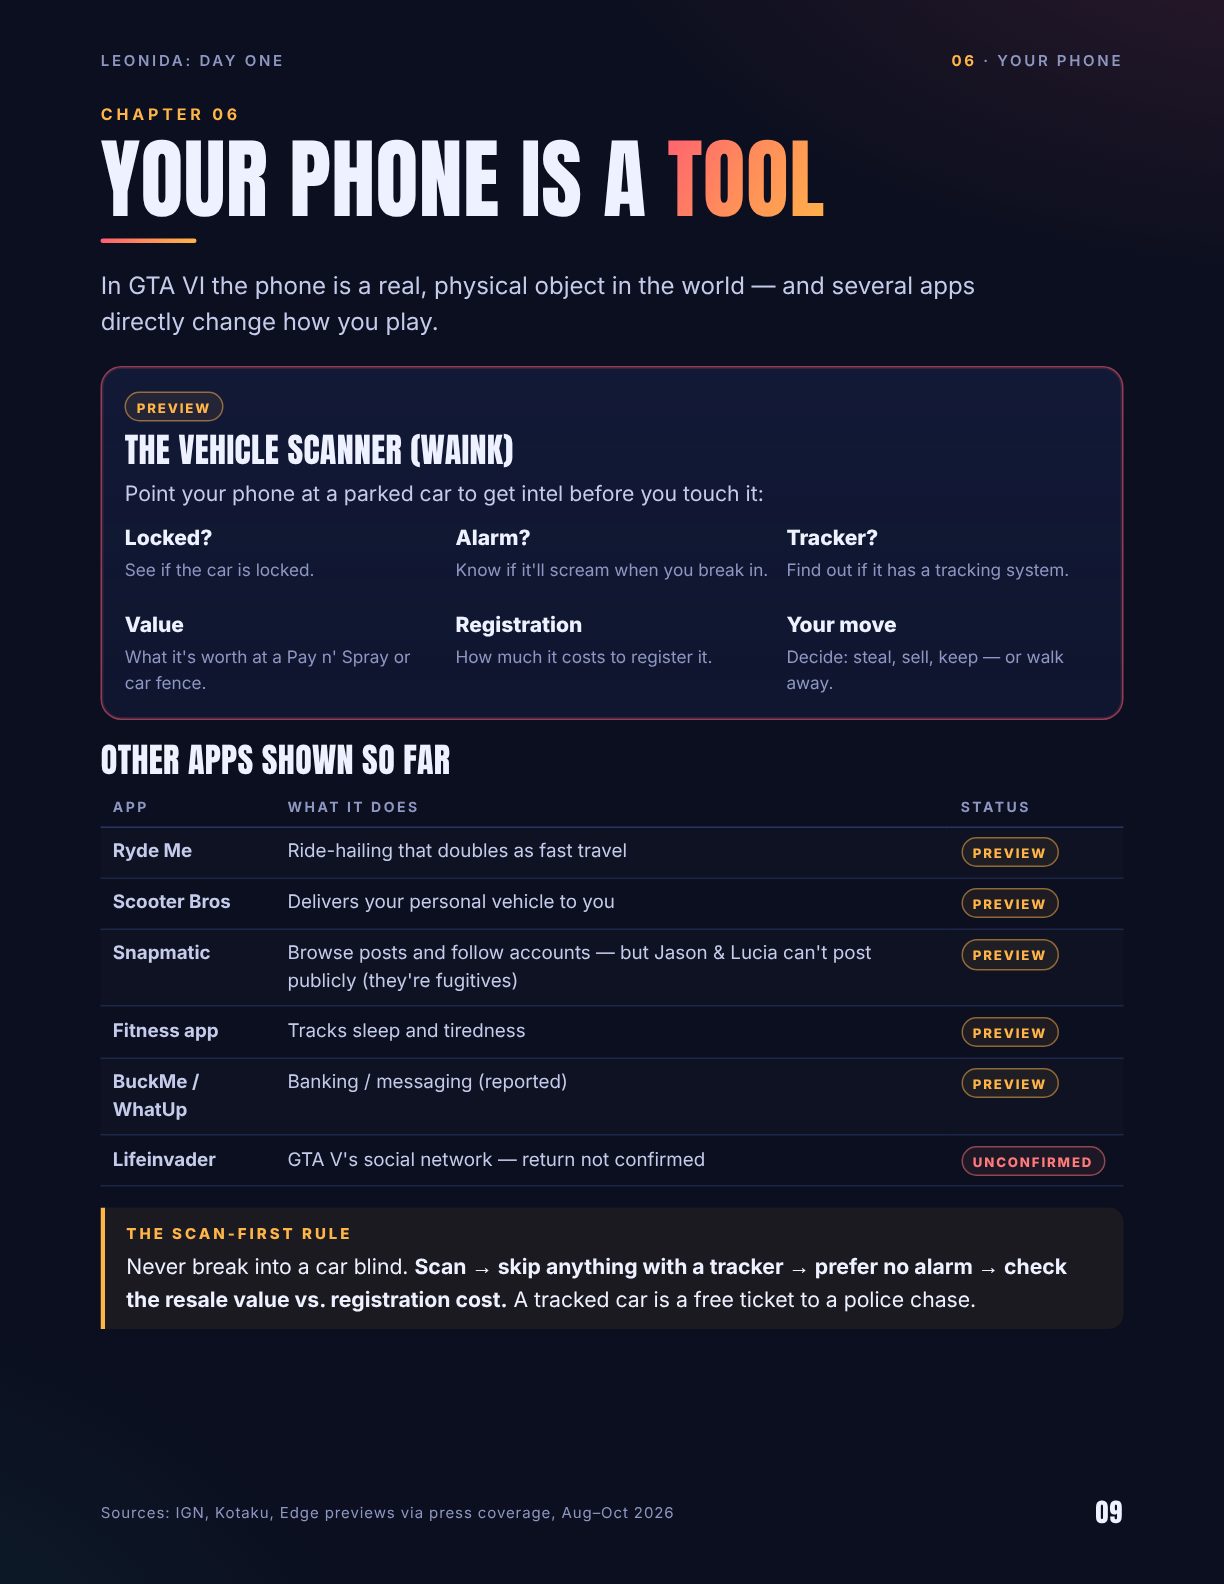 LEONIDA: DAY ONE
06 · YOUR PHONE
CHAPTER 06
YOUR PHONE IS A TOOL
In GTA VI the phone is a real, physical object in the world — and several apps
directly change how you play.
PREVIEW
THE VEHICLE SCANNER (WAINK)
Point your phone at a parked car to get intel before you touch it:
Locked?
See if the car is locked.
Alarm?
Know if it'll scream when you break in.
Tracker?
Find out if it has a tracking system.
Value
What it's worth at a Pay n' Spray or
car fence.
Registration
How much it costs to register it.
Your move
Decide: steal, sell, keep — or walk
away.
OTHER APPS SHOWN SO FAR
APP WHAT IT DOES STATUS
Ryde Me Ride-hailing that doubles as fast travel PREVIEW
Scooter Bros Delivers your personal vehicle to you PREVIEW
Snapmatic Browse posts and follow accounts — but Jason & Lucia can't post PREVIEW
publicly (they're fugitives)
Fitness app Tracks sleep and tiredness PREVIEW
BuckMe / Banking / messaging (reported) PREVIEW
WhatUp
Lifeinvader GTA V's social network — return not confirmed UNCONFIRMED
THE SCAN-FIRST RULE
Never break into a car blind. Scan → skip anything with a tracker → prefer no alarm → check
the resale value vs. registration cost. A tracked car is a free ticket to a police chase.
Sources: IGN, Kotaku, Edge previews via press coverage, Aug–Oct 2026
09